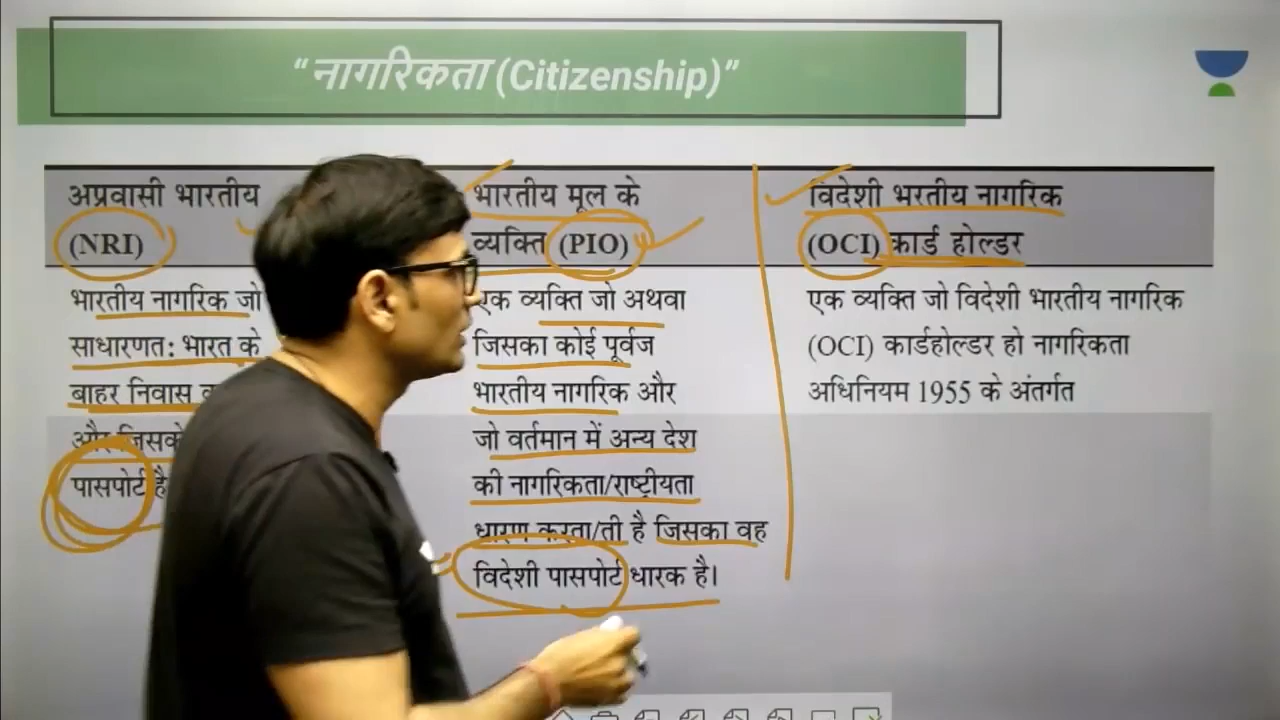 “नागरिकता (Citizenship)”
अप्रवासी भारतीय
(NRI)
भारतीय नागरिक जो
साधारणत: भारत के
बाहर निवास
और जिसके
पासपोर्ट है
भारतीय मूल के
व्यक्ति (PIO)
एक व्यक्ति जो अथवा
जिसका कोई पूर्वज
भारतीय नागरिक और
जो वर्तमान में अन्य देश
की नागरिकता/राष्ट्रीयता
धारण करता/ती है जिसका वह
विदेशी पासपोर्ट धारक है।
विदेशी भरतीय नागरिक
(OCI) कार्ड होल्डर
एक व्यक्ति जो विदेशी भारतीय नागरिक
(OCI) कार्डहोल्डर हो नागरिकता
अधिनियम 1955 के अंतर्गत